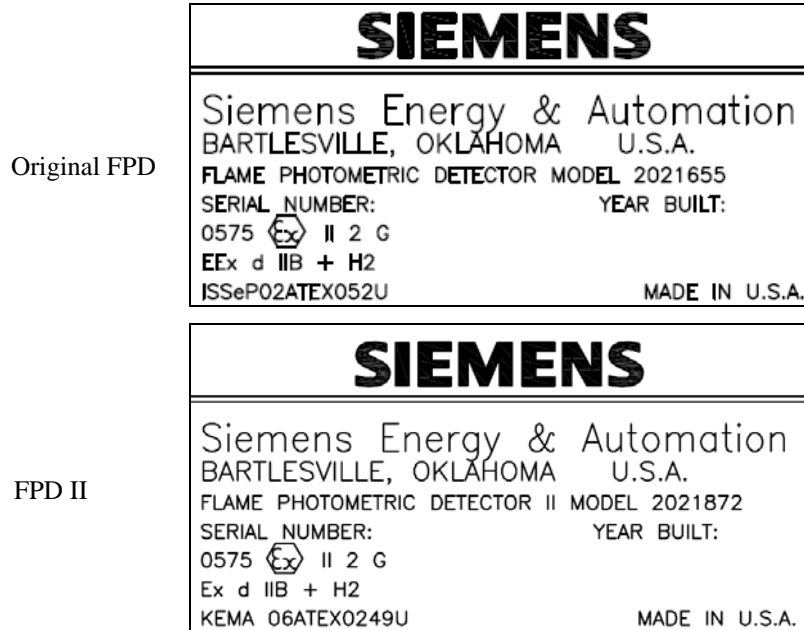 SIEMENS
Siemens Energy & Automation
BARTLESVILLE, OKLAHOMA U.S.A.
Original FPD
FLAME PHOTOMETRIC DETECTOR MODEL 2021655
SERIAL NUMBER: YEAR BUILT:
0575 Ex II 2 G
EEx d IIB + H2
ISSeP02ATEX052U MADE IN U.S.A.
SIEMENS
Siemens Energy & Automation
BARTLESVILLE, OKLAHOMA U.S.A.
FPD II
FLAME PHOTOMETRIC DETECTOR II MODEL 2021872
SERIAL NUMBER: YEAR BUILT:
0575 Ex II 2 G
Ex d IIB + H2
KEMA 06ATEX0249U MADE IN U.S.A.